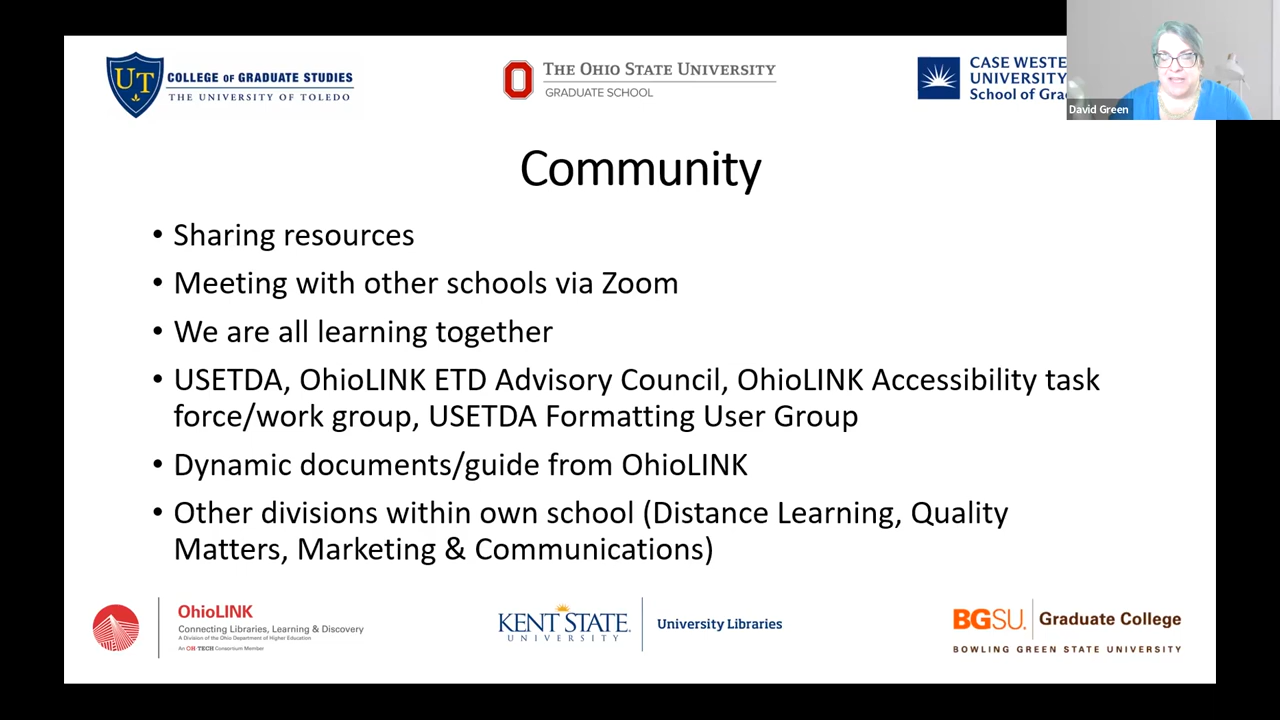 UT
COLLEGE OF GRADUATE STUDIES
THE UNIVERSITY OF TOLEDO
THE OHIO STATE UNIVERSITY
GRADUATE SCHOOL
CASE WESTE
UNIVERSITY
School of Grad
David Green
Community
• Sharing resources
• Meeting with other schools via Zoom
• We are all learning together
• USETDA, OhioLINK ETD Advisory Council, OhioLINK Accessibility task
force/work group, USETDA Formatting User Group
• Dynamic documents/guide from OhioLINK
• Other divisions within own school (Distance Learning, Quality
Matters, Marketing & Communications)
OhioLINK
Connecting Libraries, Learning & Discovery
A Division of the Ohio Department of Higher Education
An OH·TECH Consortium Member
KENT STATE
UNIVERSITY
University Libraries
BGSU. Graduate College
BOWLING GREEN STATE UNIVERSITY